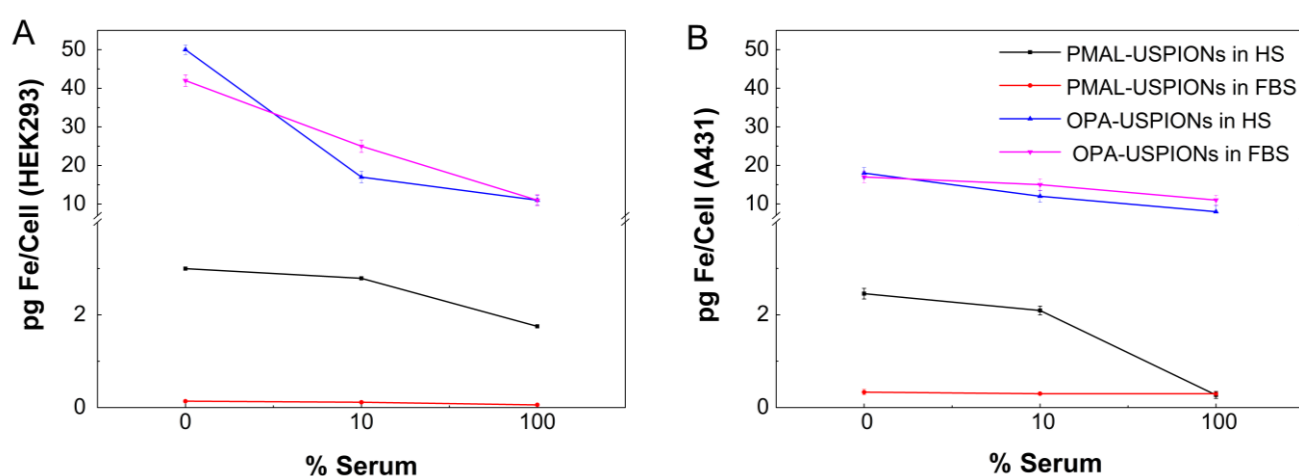 A
pg Fe/Cell (HEK293)
50
40
30
20
10
2
0
0
10
100
% Serum
B
pg Fe/Cell (A431)
50
40
30
20
10
2
0
0
10
100
% Serum
PMAL-USPIONs in HS
PMAL-USPIONs in FBS
OPA-USPIONs in HS
OPA-USPIONs in FBS